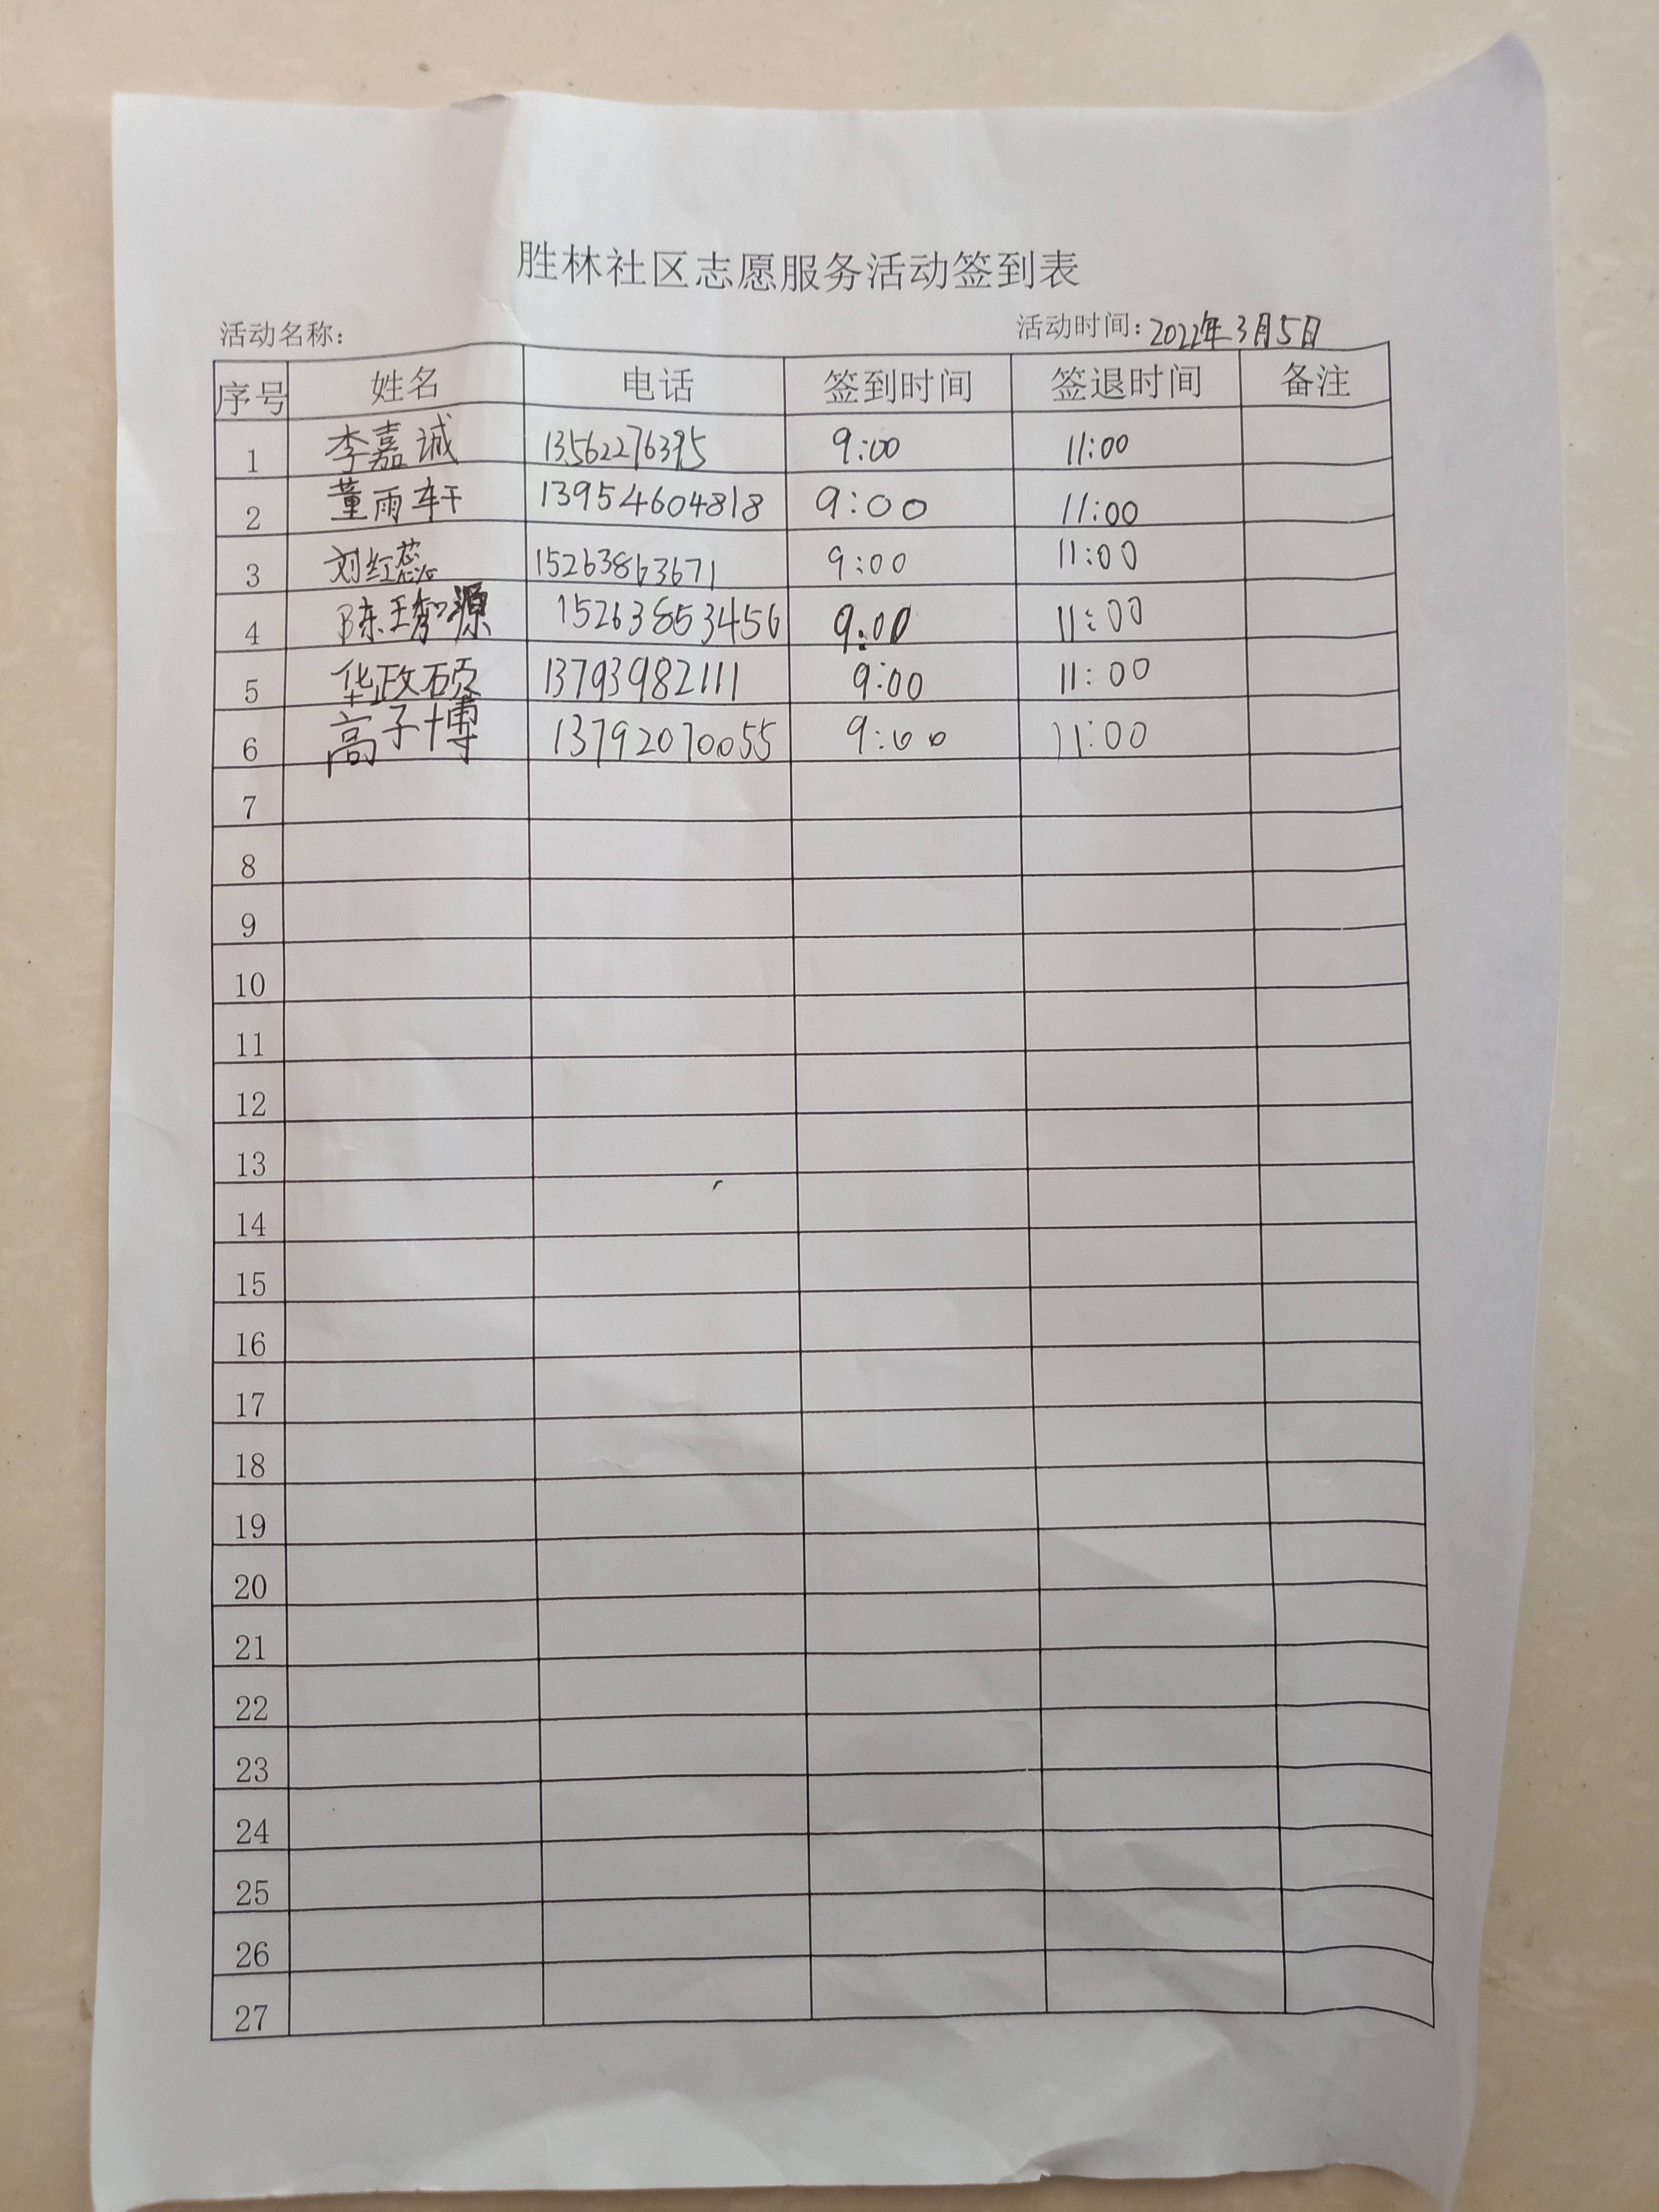 胜林社区志愿服务活动签到表
活动名称: 活动时间: 2022年3月5日
序号 姓名 电话 签到时间 签退时间 备注
1 李嘉诚 13562276395 9:00 11:00
2 董雨轩 13954604818 9:00 11:00
3 刘红蕊 15263863671 9:00 11:00
4 陈 源 15263853456 9:00 11:00
5 华政硕 13793982111 9:00 11:00
6 高子博 13792070055 9:00 11:00
7
8
9
10
11
12
13
14
15
16
17
18
19
20
21
22
23
24
25
26
27